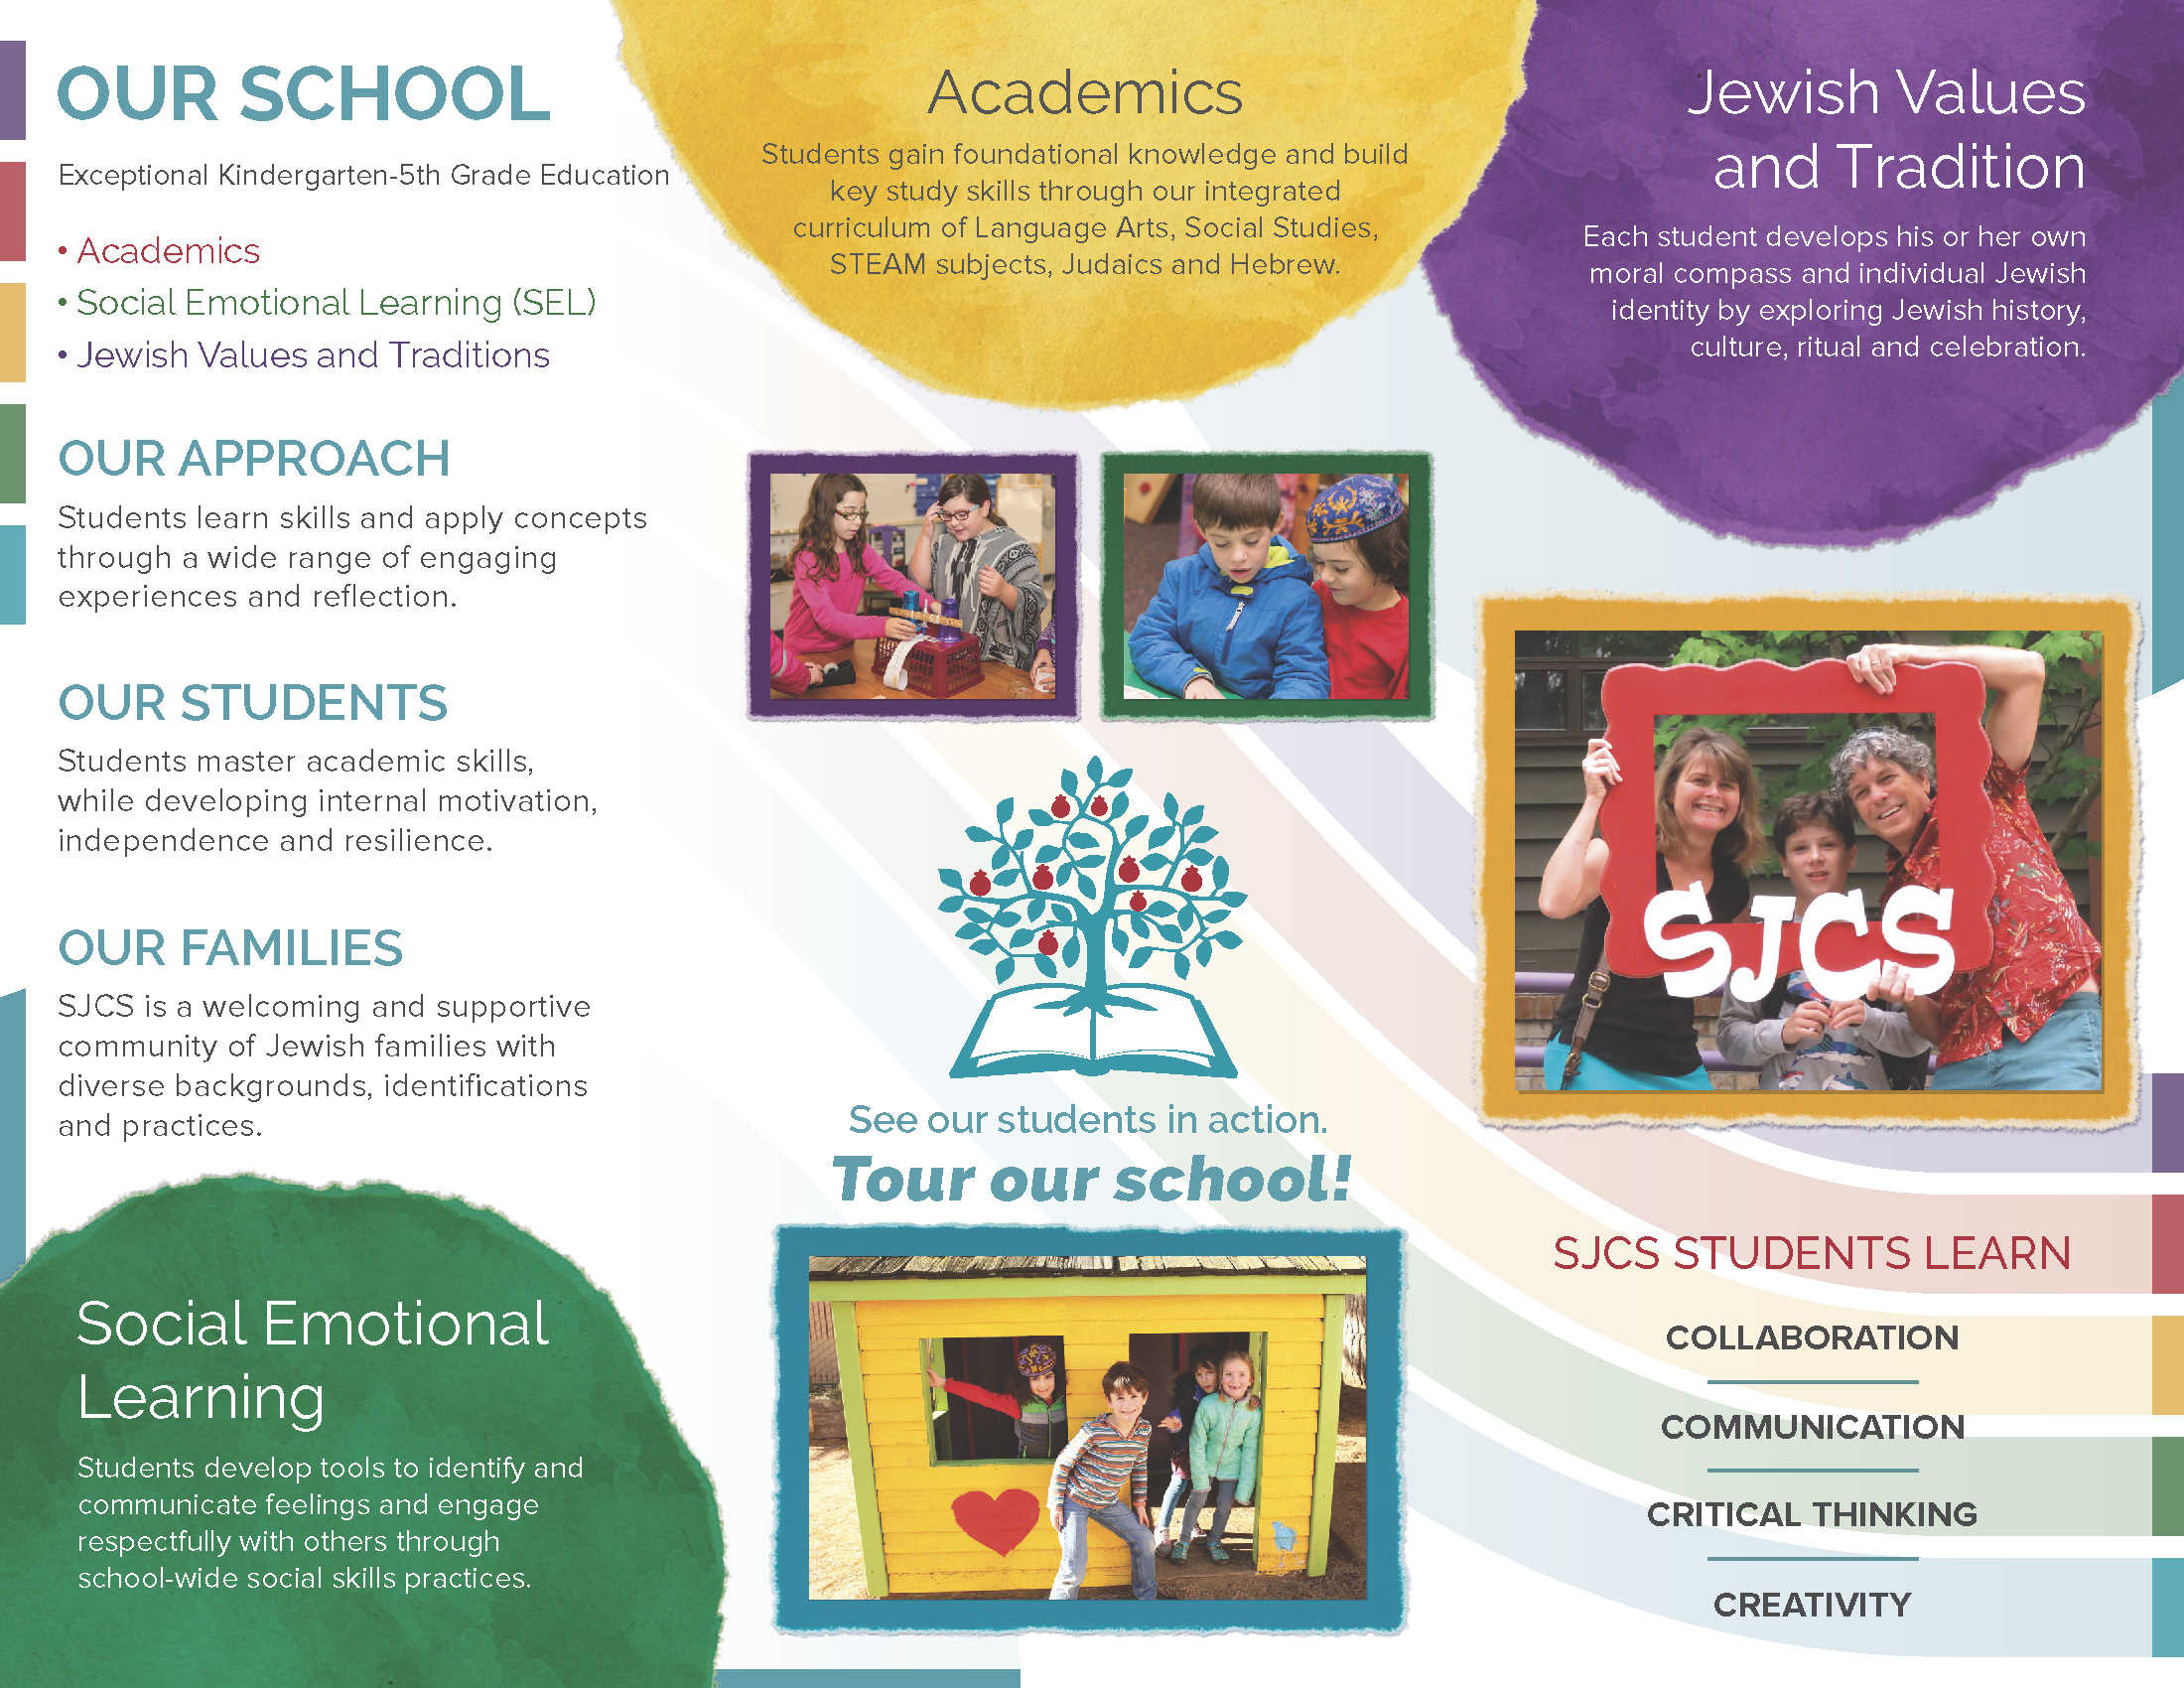 OUR SCHOOL
Exceptional Kindergarten-5th Grade Education
• Academics
• Social Emotional Learning (SEL)
• Jewish Values and Traditions
OUR APPROACH
Students learn skills and apply concepts
through a wide range of engaging
experiences and reflection.
OUR STUDENTS
Students master academic skills,
while developing internal motivation,
independence and resilience.
OUR FAMILIES
SJCS is a welcoming and supportive
community of Jewish families with
diverse backgrounds, identifications
and practices.
Social Emotional
Learning
Students develop tools to identify and
communicate feelings and engage
respectfully with others through
school-wide social skills practices.
Academics
Students gain foundational knowledge and build
key study skills through our integrated
curriculum of Language Arts, Social Studies,
STEAM subjects, Judaics and Hebrew.
See our students in action.
Tour our school!
Jewish Values
and Tradition
Each student develops his or her own
moral compass and individual Jewish
identity by exploring Jewish history,
culture, ritual and celebration.
SJCS
SJCS STUDENTS LEARN
COLLABORATION
COMMUNICATION
CRITICAL THINKING
CREATIVITY